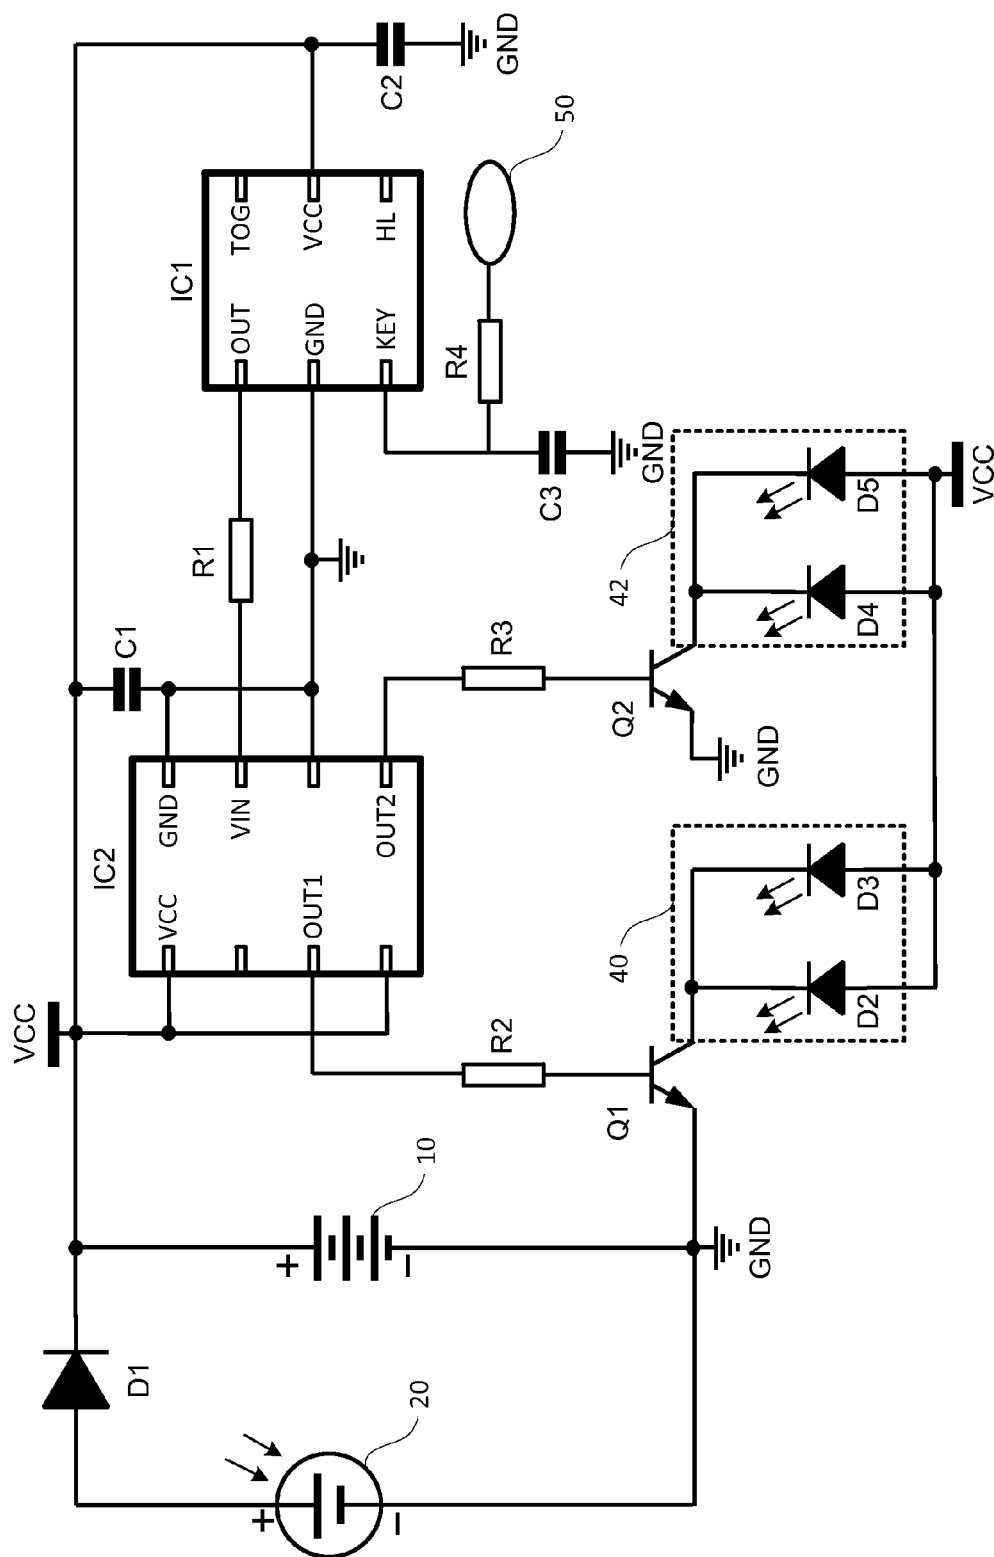 VCC
D1
+
20
−
+
10
−
GND
IC2
VCC
GND
VIN
OUT1
OUT2
C1
R1
IC1
OUT
TOG
GND
VCC
KEY
HL
C2
GND
R4
50
C3
GND
R2
Q1
40
D2
D3
R3
Q2
GND
42
D4
D5
VCC